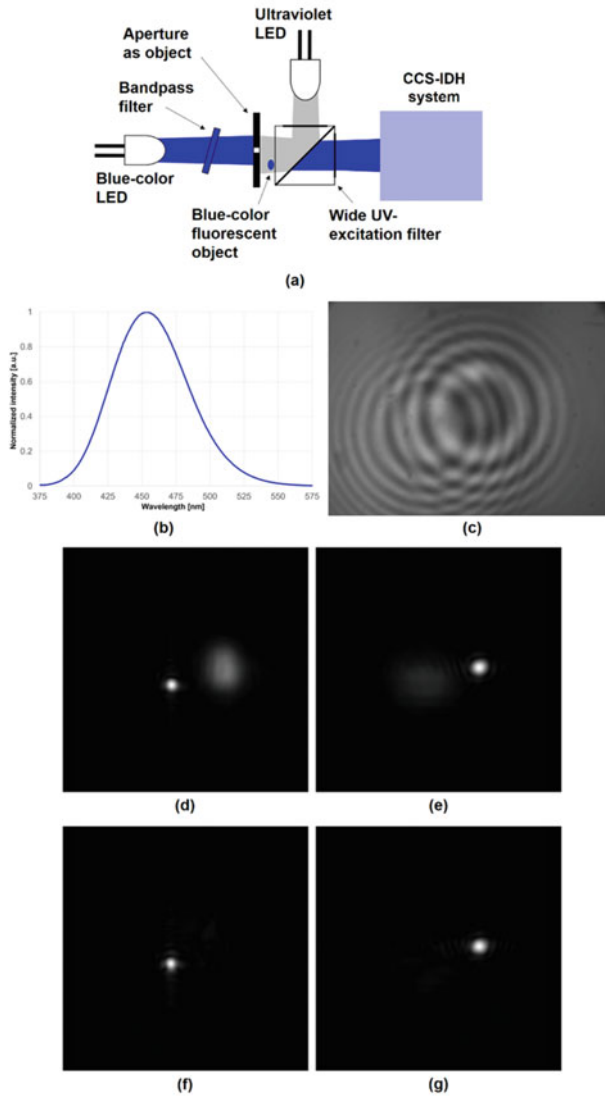 Ultraviolet
LED
Aperture
as object
Bandpass
filter
CCS-IDH
system
Blue-color
LED
Blue-color
fluorescent
object
Wide UV-
excitation filter
(a)
Normalized intensity [a.u.]
1
0.8
0.6
0.4
0.2
0
375 400 425 450 475 500 525 550 575
Wavelength [nm]
(b)
(c)
(d)
(e)
(f)
(g)